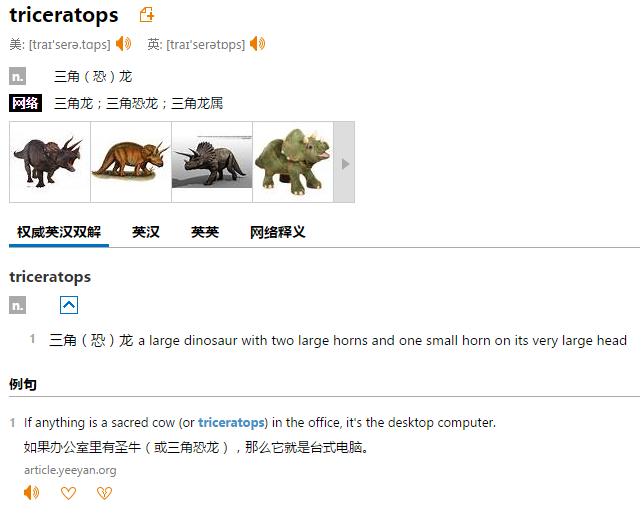 triceratops
美: [traɪ'serə.tɑps] 英: [traɪ'serətɒps]
n. 三角（恐）龙
网络 三角龙；三角恐龙；三角龙属
权威英汉双解 英汉 英英 网络释义
triceratops
n.
1 三角（恐）龙 a large dinosaur with two large horns and one small horn on its very large head
例句
1 If anything is a sacred cow (or triceratops) in the office, it's the desktop computer.
如果办公室里有圣牛（或三角恐龙），那么它就是台式电脑。
article.yeeyan.org